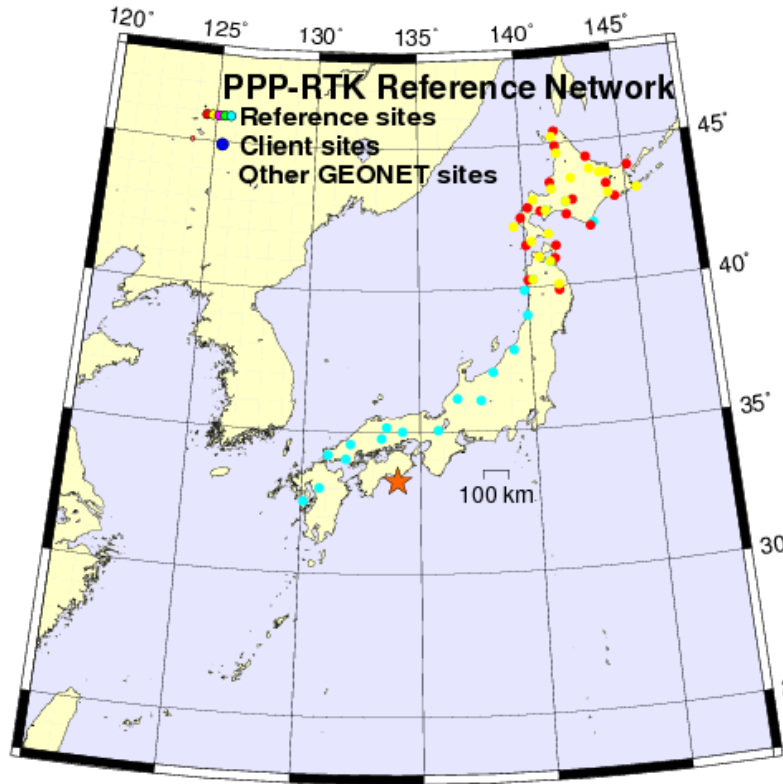 120° 125° 130° 135° 140° 145°
PPP-RTK Reference Network
Reference sites
Client sites
Other GEONET sites
45°
40°
35°
100 km
30